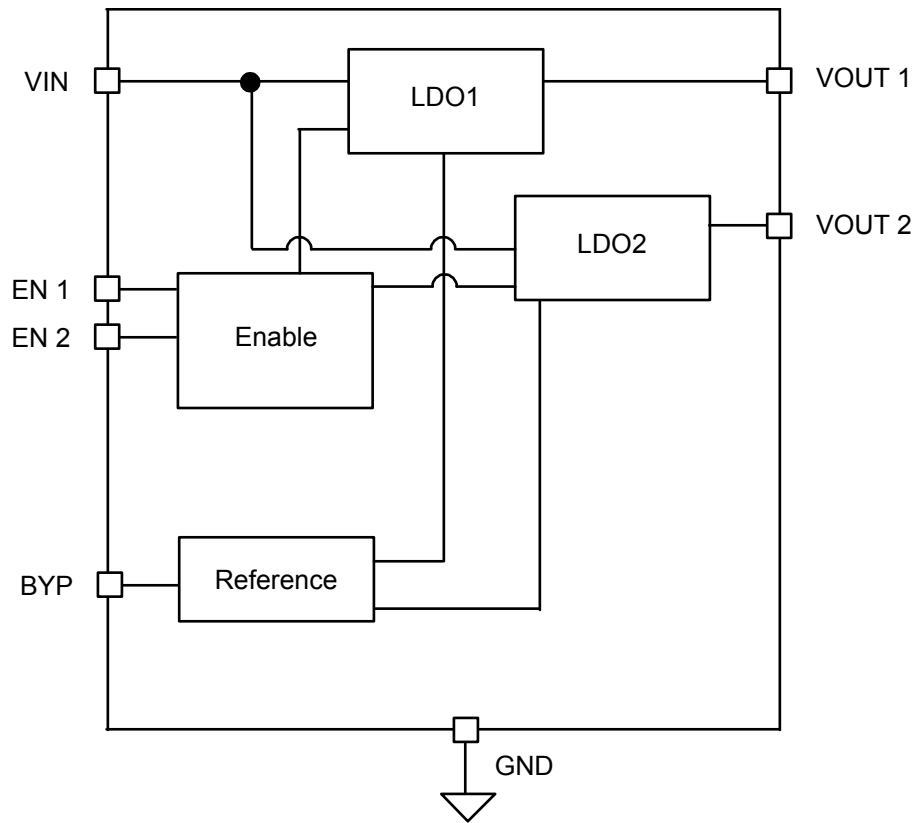 VIN
LDO1
VOUT 1
LDO2
VOUT 2
EN 1
EN 2
Enable
BYP
Reference
GND